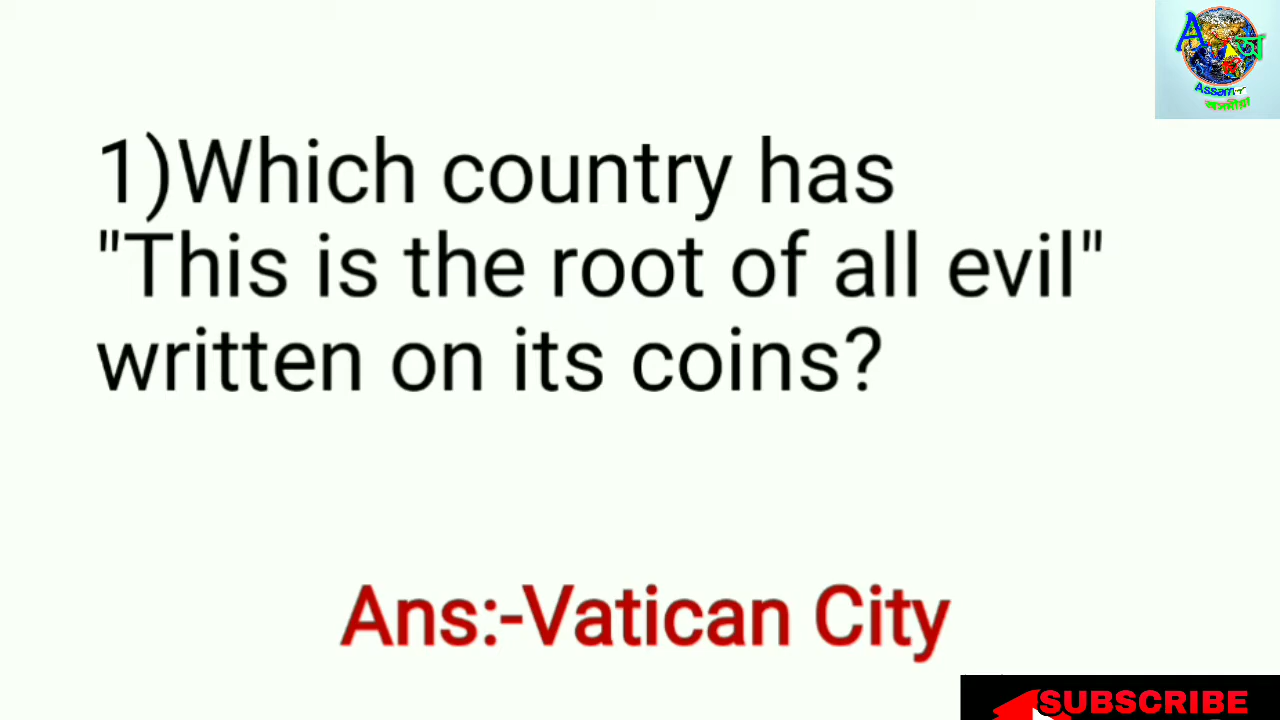 A অ
Assam
অসমীয়া
1)Which country has
"This is the root of all evil"
written on its coins?
Ans:-Vatican City
SUBSCRIBE